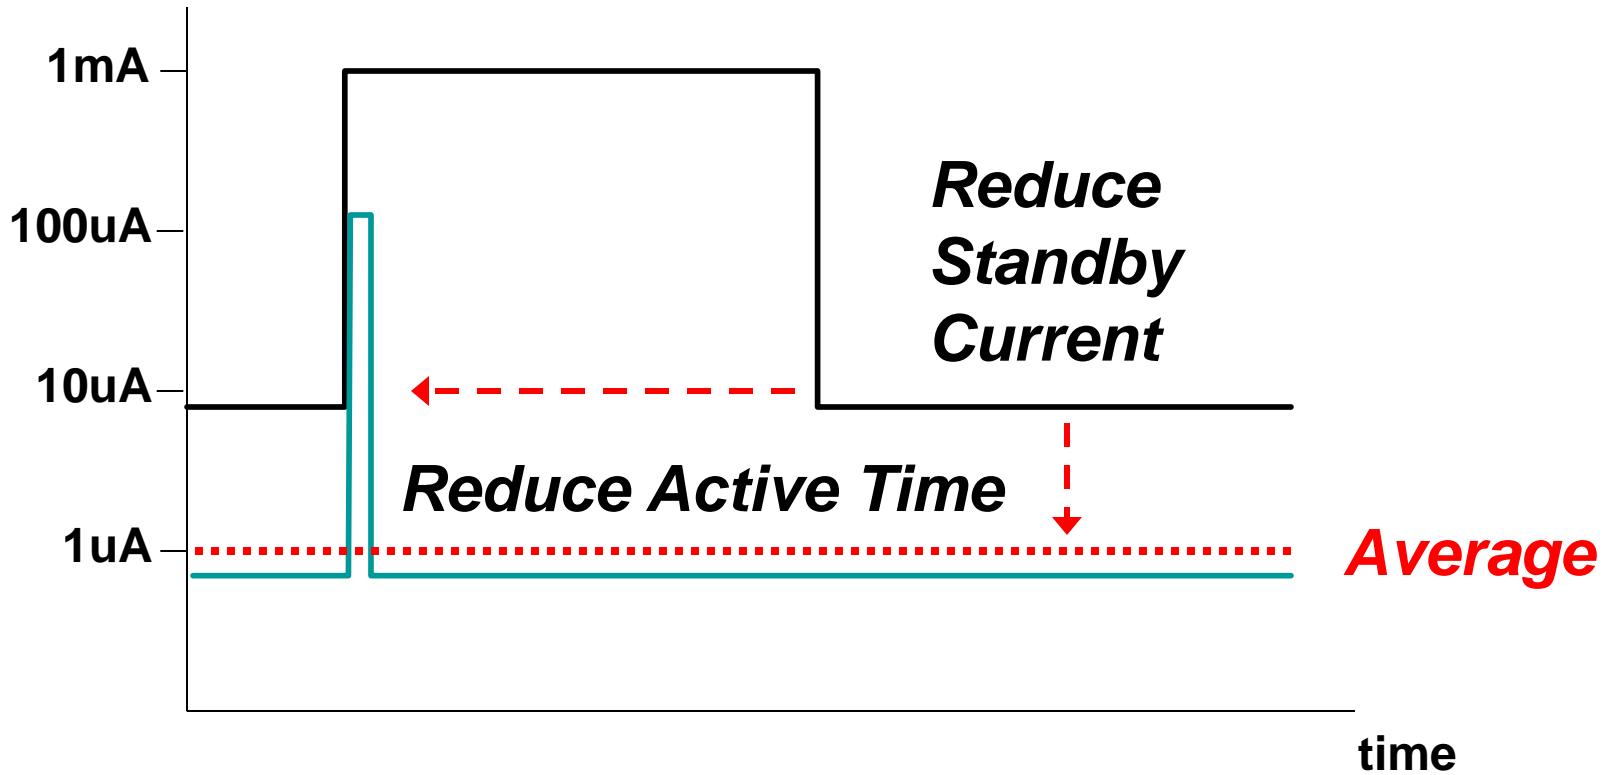 1mA
100uA
10uA
1uA
Reduce
Standby
Current
Reduce Active Time
Average
time